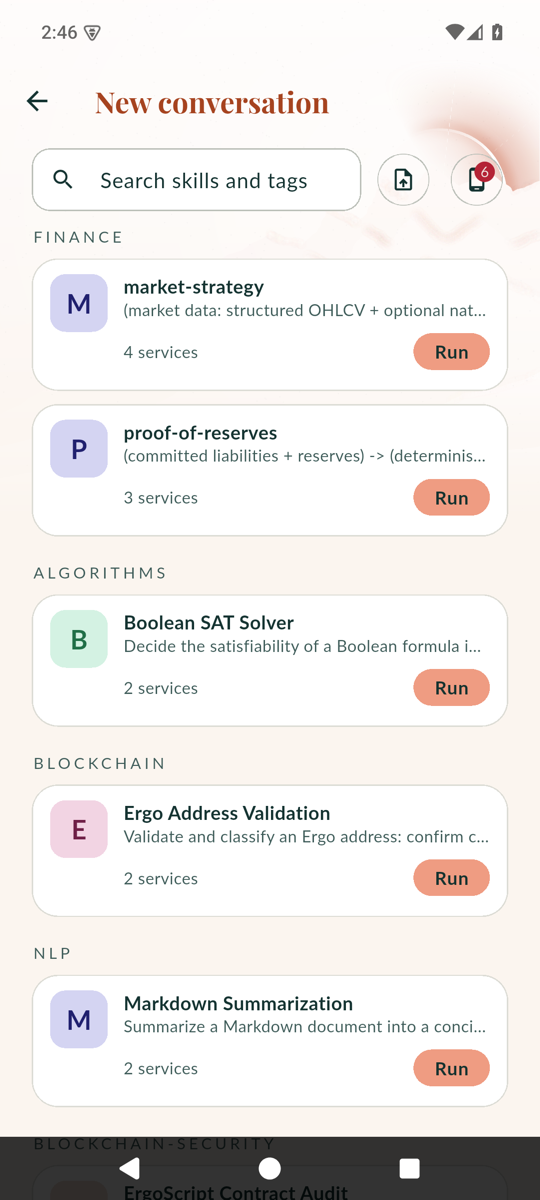 2:46
New conversation
Search skills and tags
6
FINANCE
M
market-strategy
(market data: structured OHLCV + optional nat...
4 services
Run
P
proof-of-reserves
(committed liabilities + reserves) -> (determinis...
3 services
Run
ALGORITHMS
B
Boolean SAT Solver
Decide the satisfiability of a Boolean formula i...
2 services
Run
BLOCKCHAIN
E
Ergo Address Validation
Validate and classify an Ergo address: confirm c...
2 services
Run
NLP
M
Markdown Summarization
Summarize a Markdown document into a conci...
2 services
Run
BLOCKCHAIN-SECURITY
ErgoScript Contract Audit